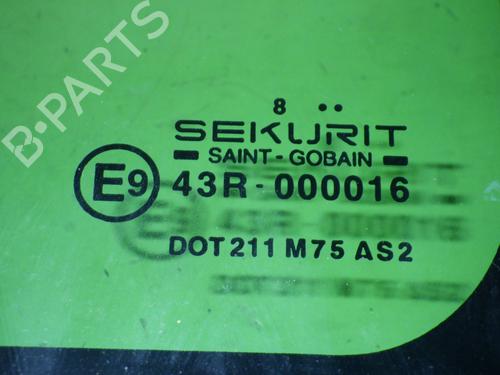 B-PARTS
8 ..
SEKURIT
SAINT-GOBAIN
E9 43R-000016
DOT 211 M75 AS2